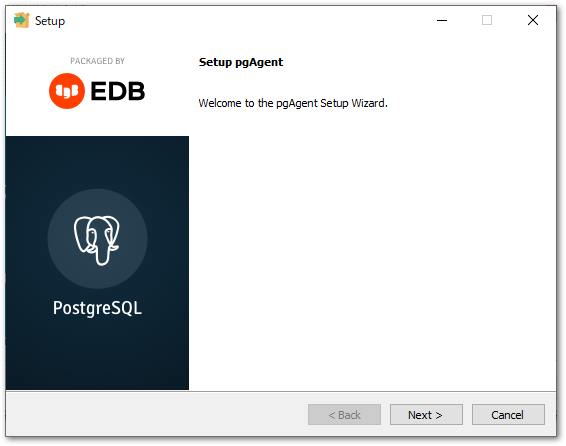 Setup
PACKAGED BY
EDB
Setup pgAgent
Welcome to the pgAgent Setup Wizard.
PostgreSQL
< Back
Next >
Cancel